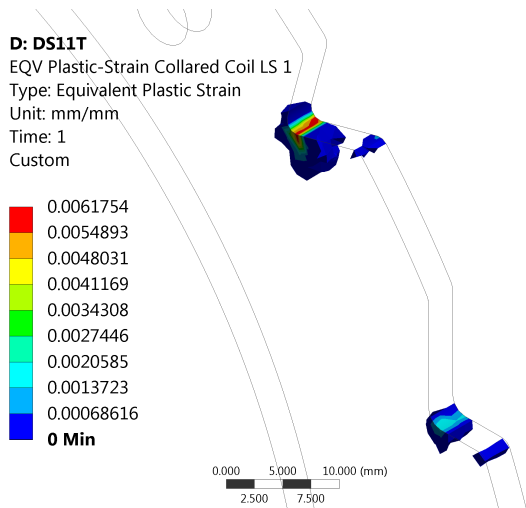 D: DS11T
EQV Plastic-Strain Collared Coil LS 1
Type: Equivalent Plastic Strain
Unit: mm/mm
Time: 1
Custom
0.0061754
0.0054893
0.0048031
0.0041169
0.0034308
0.0027446
0.0020585
0.0013723
0.00068616
0 Min
0.000 5.000 10.000 (mm)
2.500 7.500